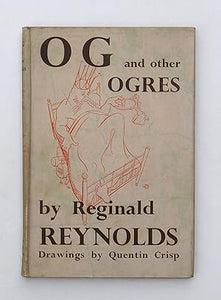 OG and other
OGRES
by Reginald
REYNOLDS
Drawings by Quentin Crisp